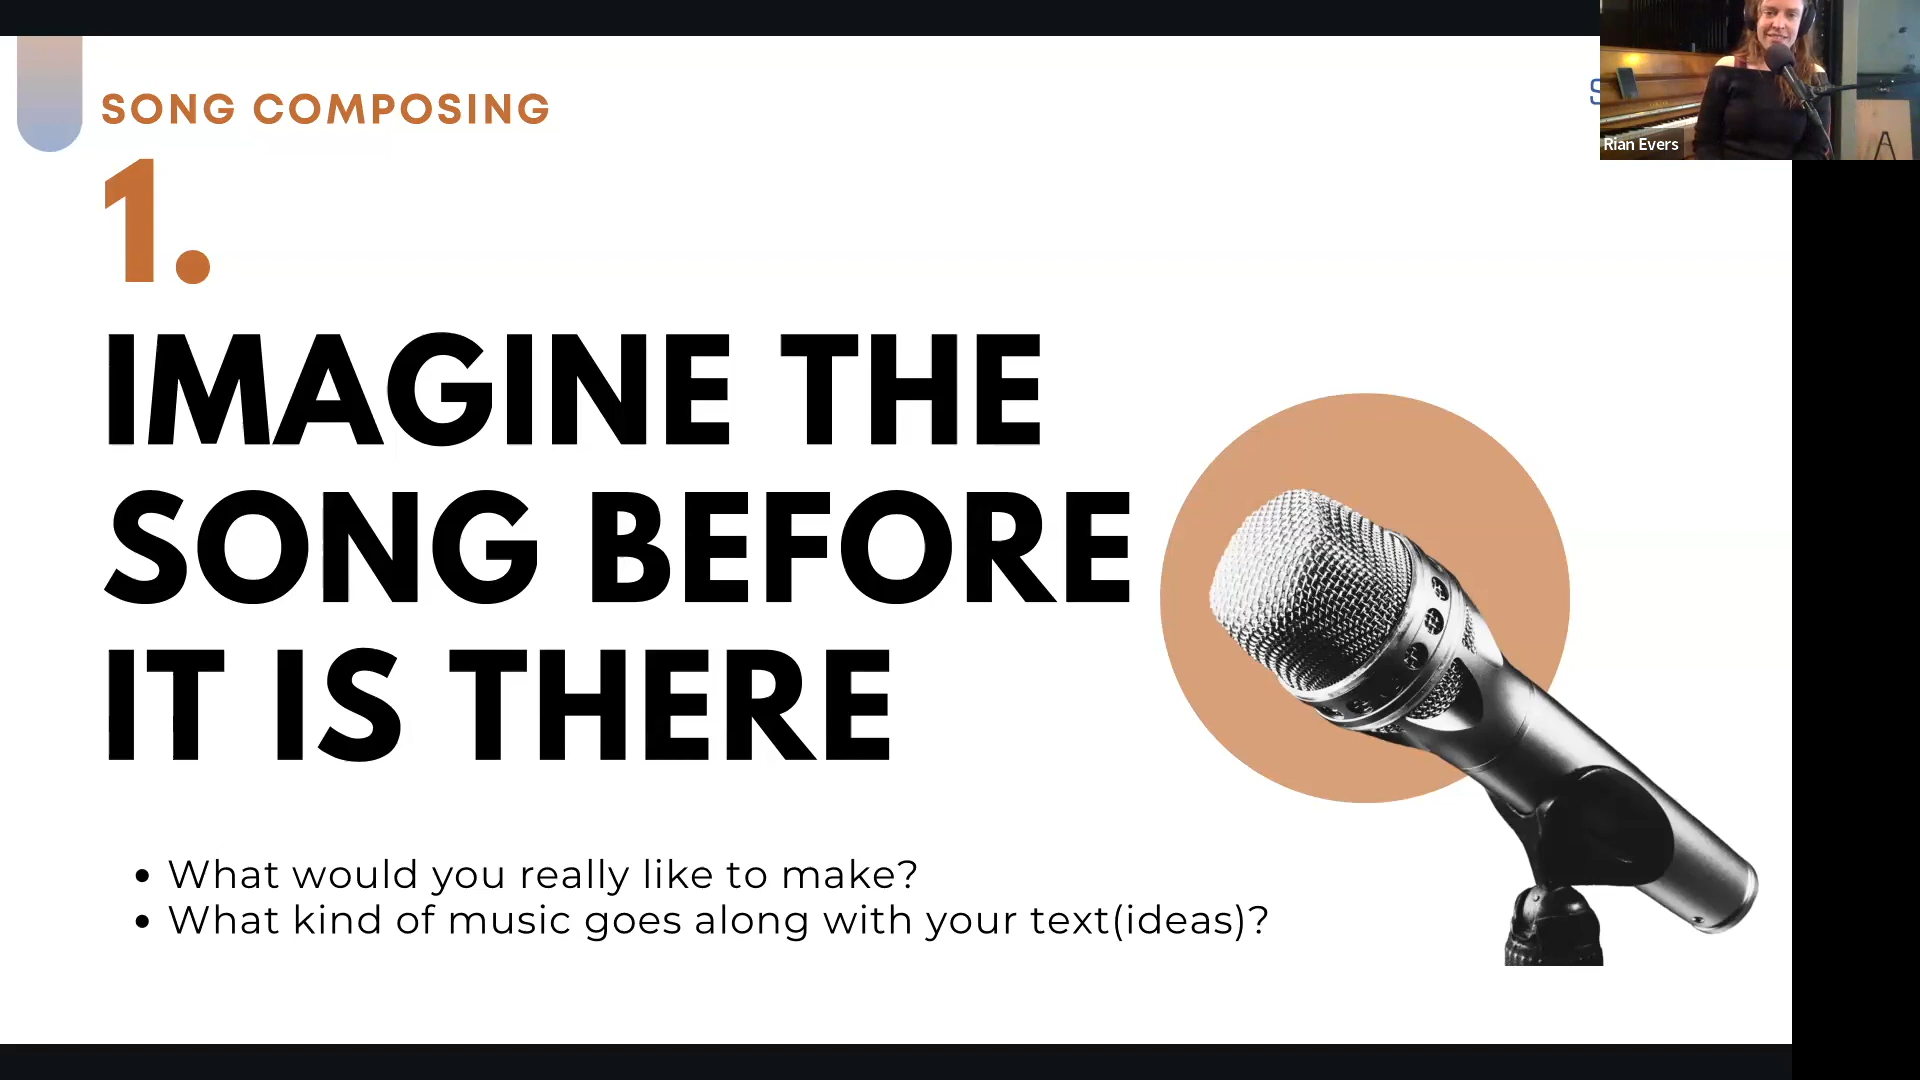 SONG COMPOSING
1.
IMAGINE THE
SONG BEFORE
IT IS THERE
• What would you really like to make?
• What kind of music goes along with your text(ideas)?
Rian Evers